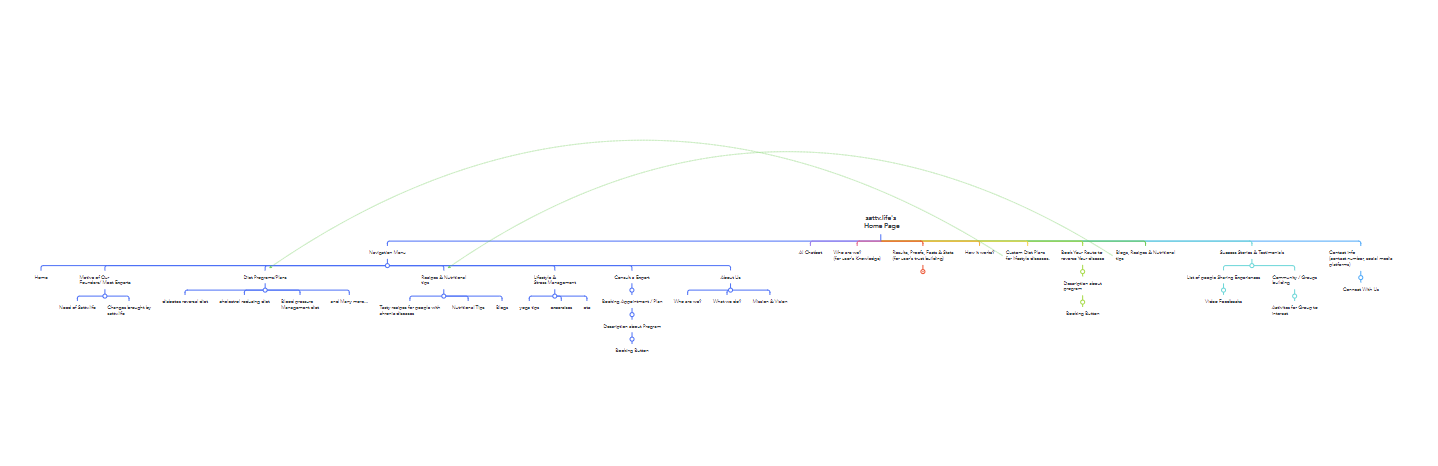 sattv.life's
Home Page
Navigation Menu
AI Chatbot
Who are we?
(for user's Knowledge)
Results, Proofs, Facts & Stats
(for user's trust building)
How it works?
Custom Diet Plans
for lifestyle diseases
Book Your Route to
reverse Your disease
Blogs, Recipes & Nutritional
tips
Success Stories & Testimonials
Contact Info
(contact number, social media
platforms)
Home
Motive of Our
Founders/ Meet Experts
Diet Programs/Plans
Recipes & Nutritional
tips
Lifestyle &
Stress Management
Consult a Expert
About Us
Description about
program
List of people Sharing Experiences
Community / Groups
building
Connect With Us
Need of Sattv.life
Changes brought by
sattv.life
diabetes reversal diet
cholestrol reducing diet
Blood pressure
Management diet
and Many more...
Tasty recipes for people with
chronic diseases
Nutritional Tips
Blogs
yoga tips
excercises
etc
Booking Appointment / Plan
Who are we?
What we do?
Mission & Vision
Booking Button
Video Feedbacks
Activities for Group to
Interest
Description about Program
Booking Button